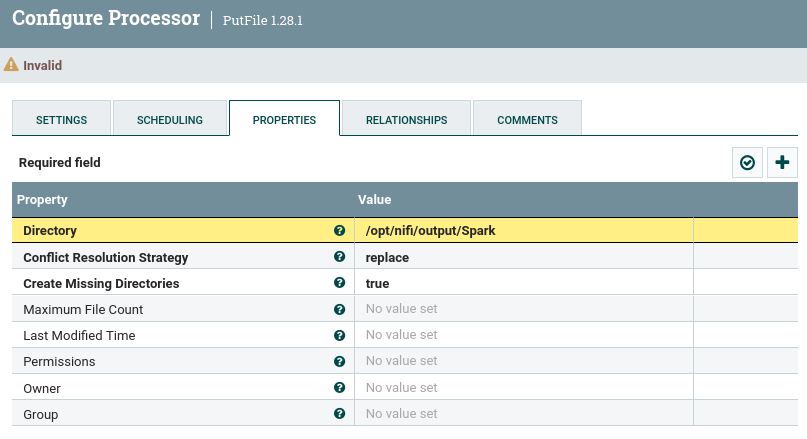 Configure Processor | PutFile 1.28.1
Invalid
SETTINGS SCHEDULING PROPERTIES RELATIONSHIPS COMMENTS
Required field
Property Value
Directory /opt/nifi/output/Spark
Conflict Resolution Strategy replace
Create Missing Directories true
Maximum File Count No value set
Last Modified Time No value set
Permissions No value set
Owner No value set
Group No value set